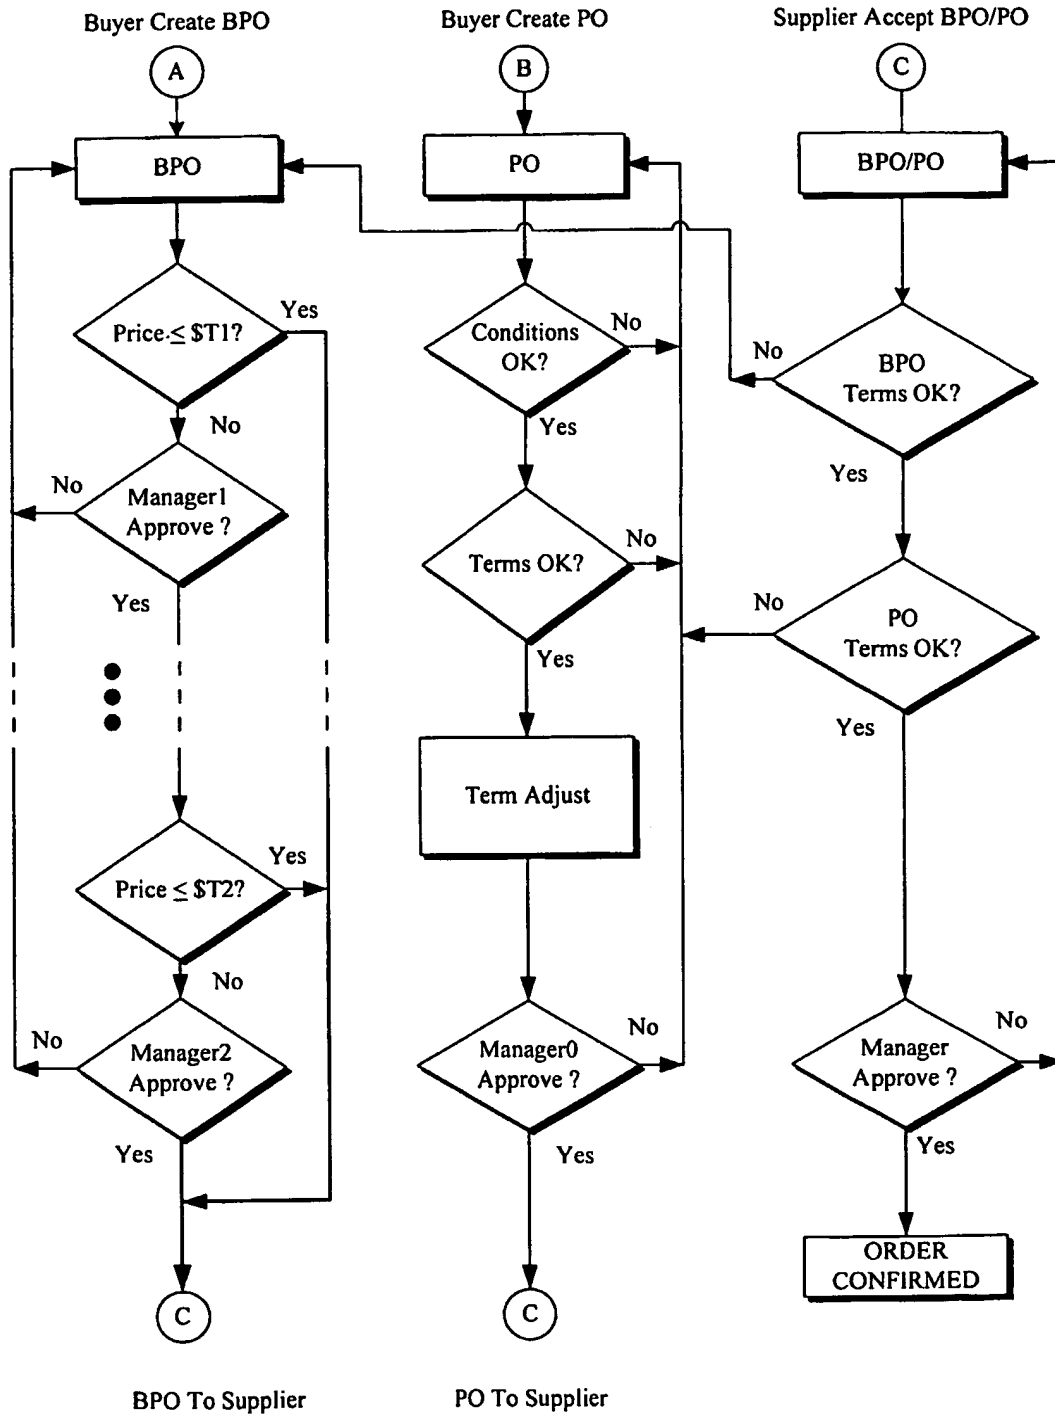 Buyer Create BPO
A
BPO
Price ≤ $T1?
Yes
No
Manager1
Approve ?
No
Yes
Price ≤ $T2?
Yes
No
Manager2
Approve ?
No
Yes
C
BPO To Supplier
Buyer Create PO
B
PO
Conditions
OK?
No
Yes
Terms OK?
No
Yes
Term Adjust
Manager0
Approve ?
No
Yes
C
PO To Supplier
Supplier Accept BPO/PO
C
BPO/PO
BPO
Terms OK?
No
Yes
PO
Terms OK?
No
Yes
Manager
Approve ?
No
Yes
ORDER
CONFIRMED